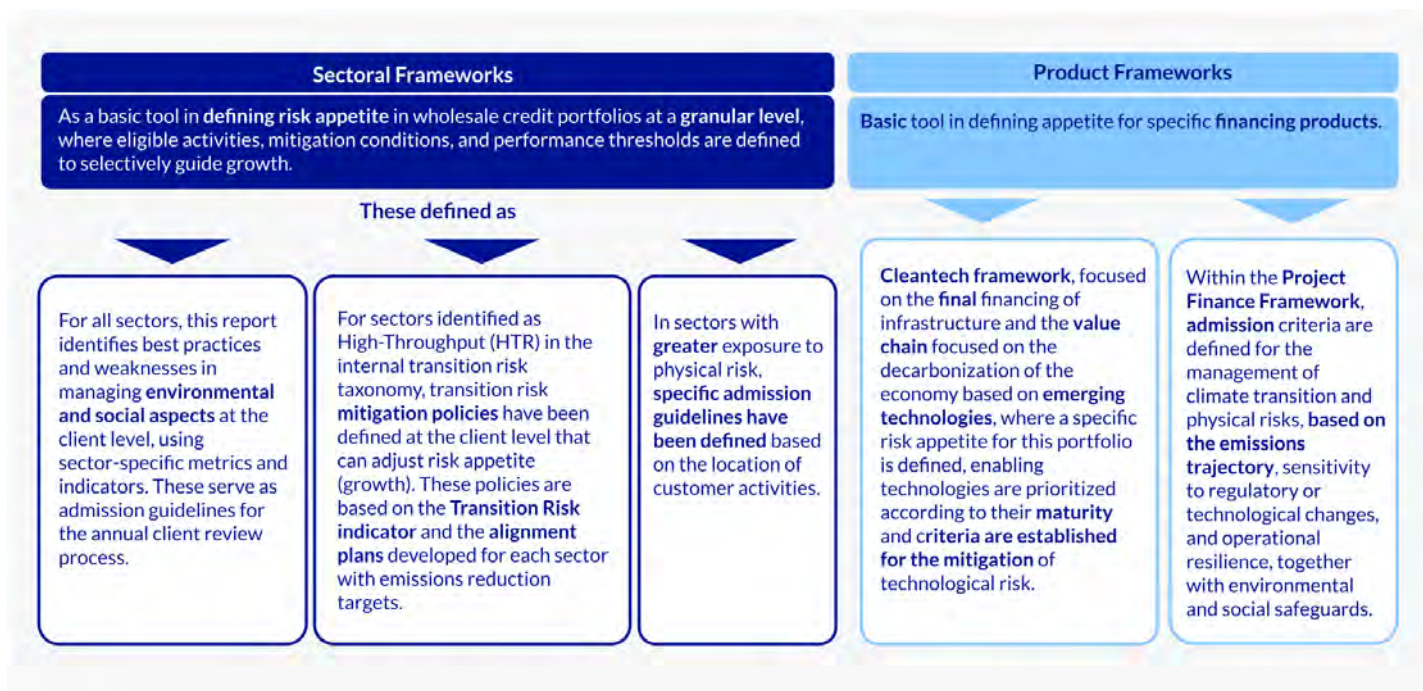 Sectoral Frameworks
As a basic tool in defining risk appetite in wholesale credit portfolios at a granular level,
where eligible activities, mitigation conditions, and performance thresholds are defined
to selectively guide growth.
These defined as
For all sectors, this report
identifies best practices
and weaknesses in
managing environmental
and social aspects at the
client level, using
sector-specific metrics and
indicators. These serve as
admission guidelines for
the annual client review
process.
For sectors identified as
High-Throughput (HTR) in the
internal transition risk
taxonomy, transition risk
mitigation policies have been
defined at the client level that
can adjust risk appetite
(growth). These policies are
based on the Transition Risk
indicator and the alignment
plans developed for each sector
with emissions reduction
targets.
In sectors with
greater exposure to
physical risk,
specific admission
guidelines have
been defined based
on the location of
customer activities.
Product Frameworks
Basic tool in defining appetite for specific financing products.
Cleantech framework, focused
on the final financing of
infrastructure and the value
chain focused on the
decarbonization of the
economy based on emerging
technologies, where a specific
risk appetite for this portfolio
is defined, enabling
technologies are prioritized
according to their maturity
and criteria are established
for the mitigation of
technological risk.
Within the Project
Finance Framework,
admission criteria are
defined for the
management of
climate transition and
physical risks, based on
the emissions
trajectory, sensitivity
to regulatory or
technological changes,
and operational
resilience, together
with environmental
and social safeguards.